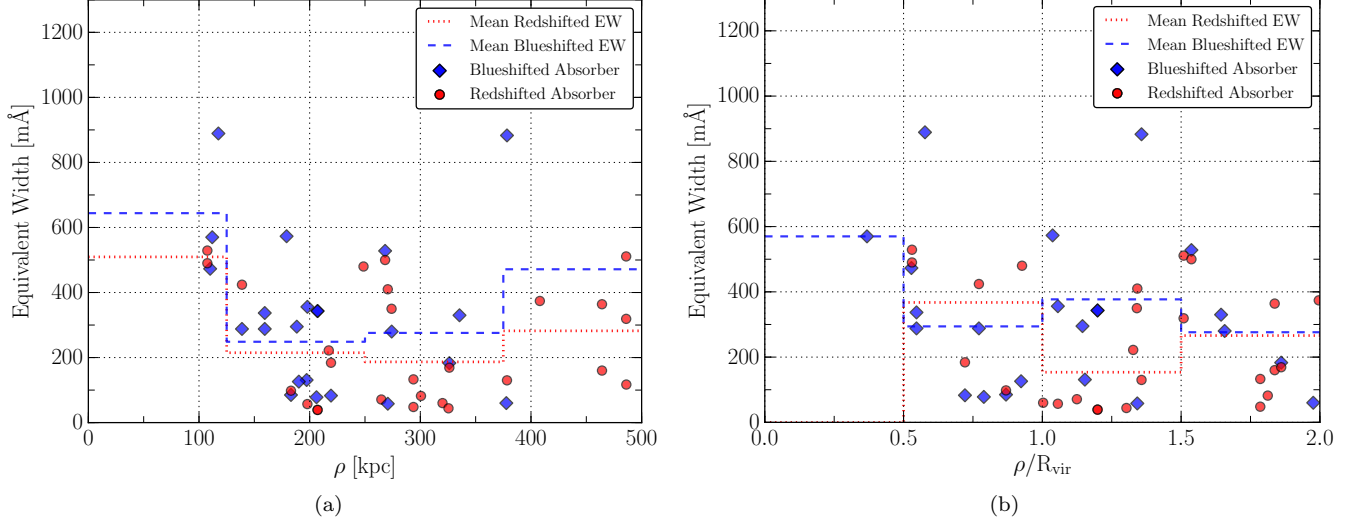 1200
1000
800
600
400
200
0
Equivalent Width [mÅ]
0
100
200
300
400
500
ρ [kpc]
Mean Redshifted EW
Mean Blueshifted EW
Blueshifted Absorber
Redshifted Absorber
(a)
1200
1000
800
600
400
200
0
Equivalent Width [mÅ]
0.0
0.5
1.0
1.5
2.0
ρ/R_vir
Mean Redshifted EW
Mean Blueshifted EW
Blueshifted Absorber
Redshifted Absorber
(b)